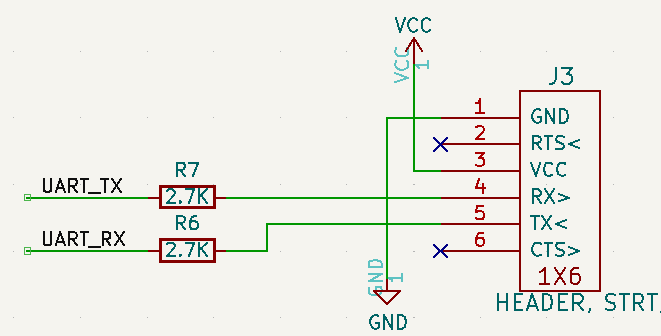 VCC
VCC
1
J3
1
GND
2
RTS<
3
VCC
R7
UART_TX
2.7K
4
RX>
R6
UART_RX
2.7K
5
TX<
6
CTS>
GND
1
1X6
HEADER, STRT,
GND